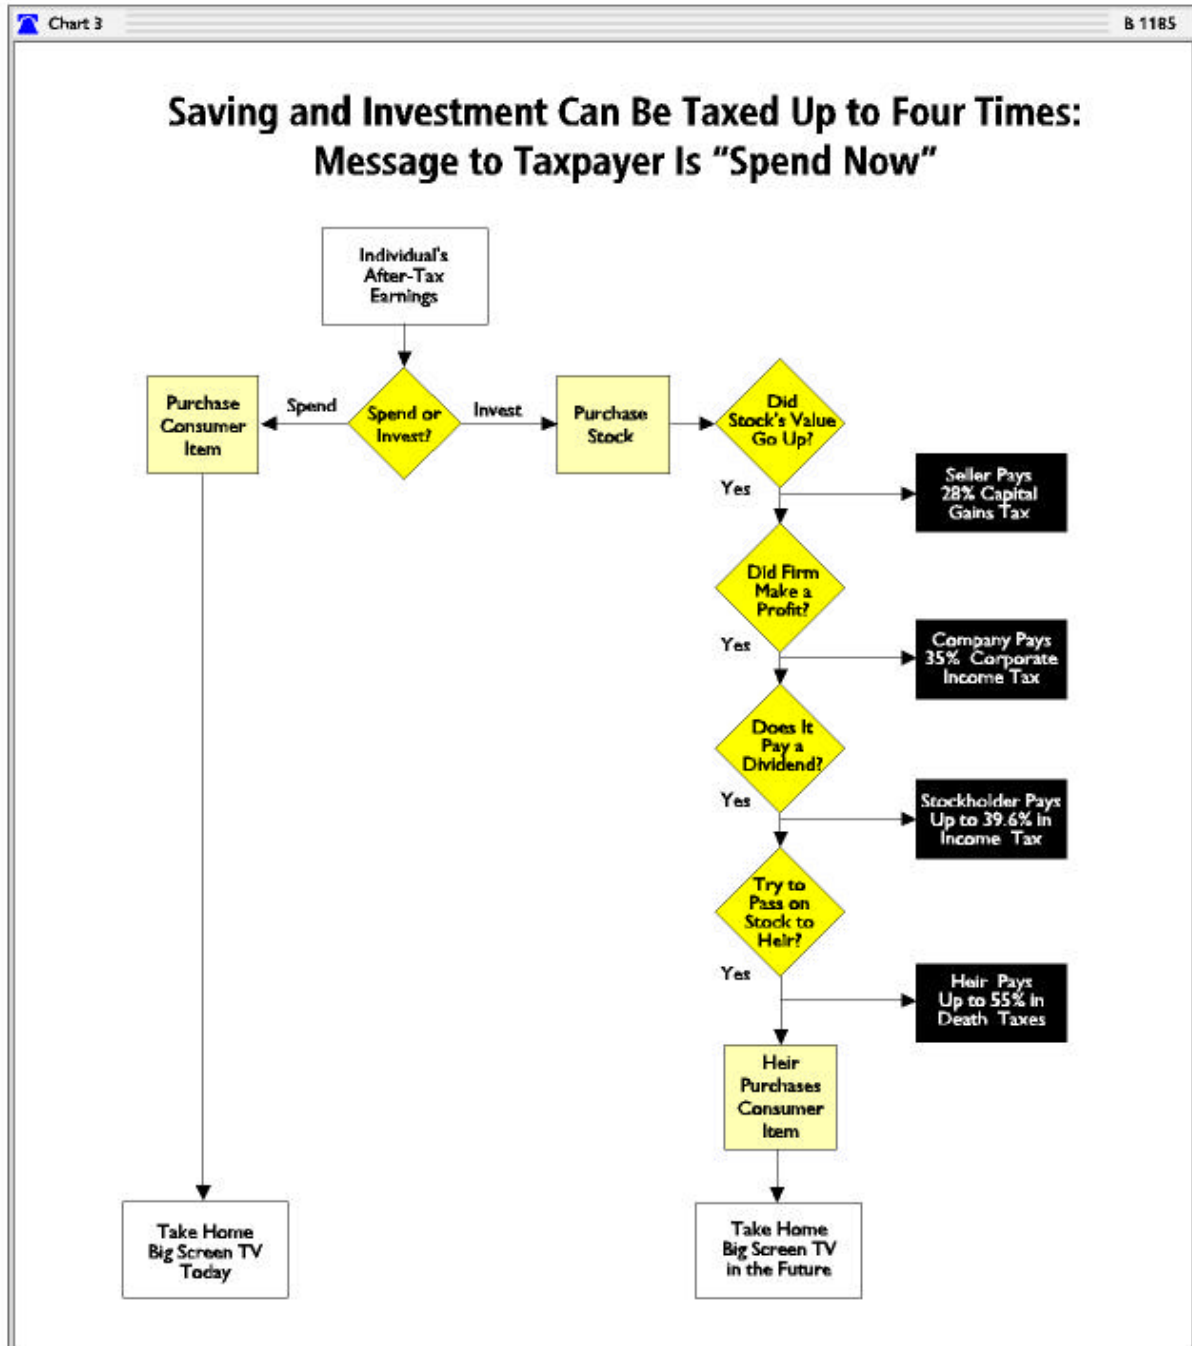 Chart 3
B 1185
Saving and Investment Can Be Taxed Up to Four Times:
Message to Taxpayer Is “Spend Now”
Individual's
After-Tax
Earnings
Purchase
Consumer
Item
Spend
Spend or
Invest?
Invest
Purchase
Stock
Did
Stock's Value
Go Up?
Yes
Seller Pays
28% Capital
Gains Tax
Did Firm
Make a
Profit?
Yes
Company Pays
35% Corporate
Income Tax
Does It
Pay a
Dividend?
Yes
Stockholder Pays
Up to 39.6% in
Income Tax
Try to
Pass on
Stock to
Heir?
Yes
Heir Pays
Up to 55% in
Death Taxes
Heir
Purchases
Consumer
Item
Take Home
Big Screen TV
Today
Take Home
Big Screen TV
in the Future